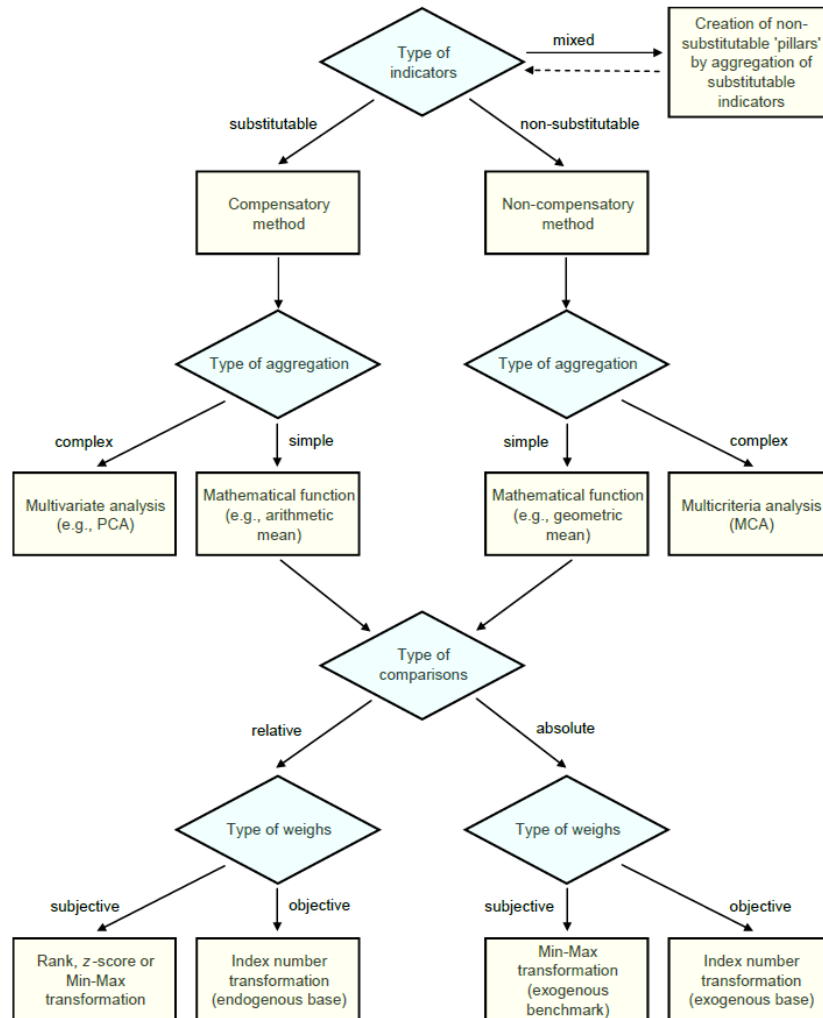 Type of
indicators
mixed
Creation of non-
substitutable 'pillars'
by aggregation of
substitutable
indicators
substitutable
non-substitutable
Compensatory
method
Non-compensatory
method
Type of aggregation
Type of aggregation
complex
simple
simple
complex
Multivariate analysis
(e.g., PCA)
Mathematical function
(e.g., arithmetic
mean)
Mathematical function
(e.g., geometric
mean)
Multicriteria analysis
(MCA)
Type of
comparisons
relative
absolute
Type of weighs
Type of weighs
subjective
objective
subjective
objective
Rank, z-score or
Min-Max
transformation
Index number
transformation
(endogenous base)
Min-Max
transformation
(exogenous
benchmark)
Index number
transformation
(exogenous base)